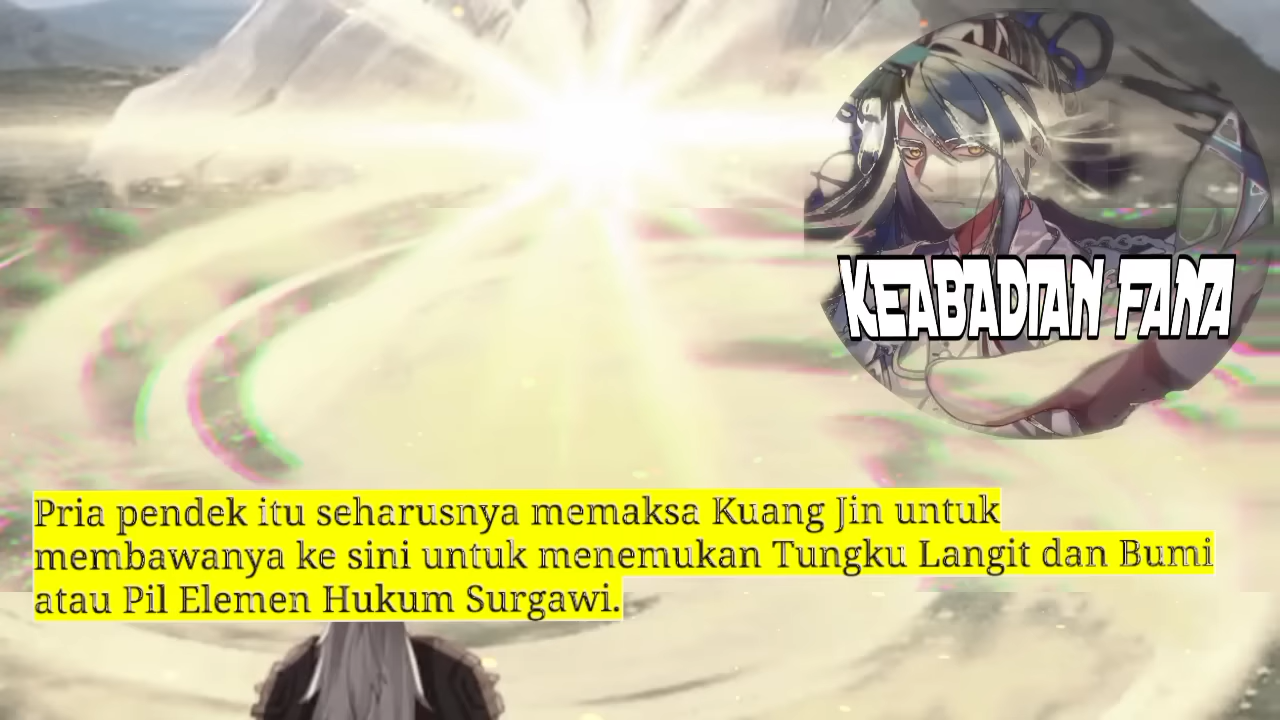 KEABADIAN FANA
Pria pendek itu seharusnya memaksa Kuang Jin untuk
membawanya ke sini untuk menemukan Tungku Langit dan Bumi
atau Pil Elemen Hukum Surgawi.